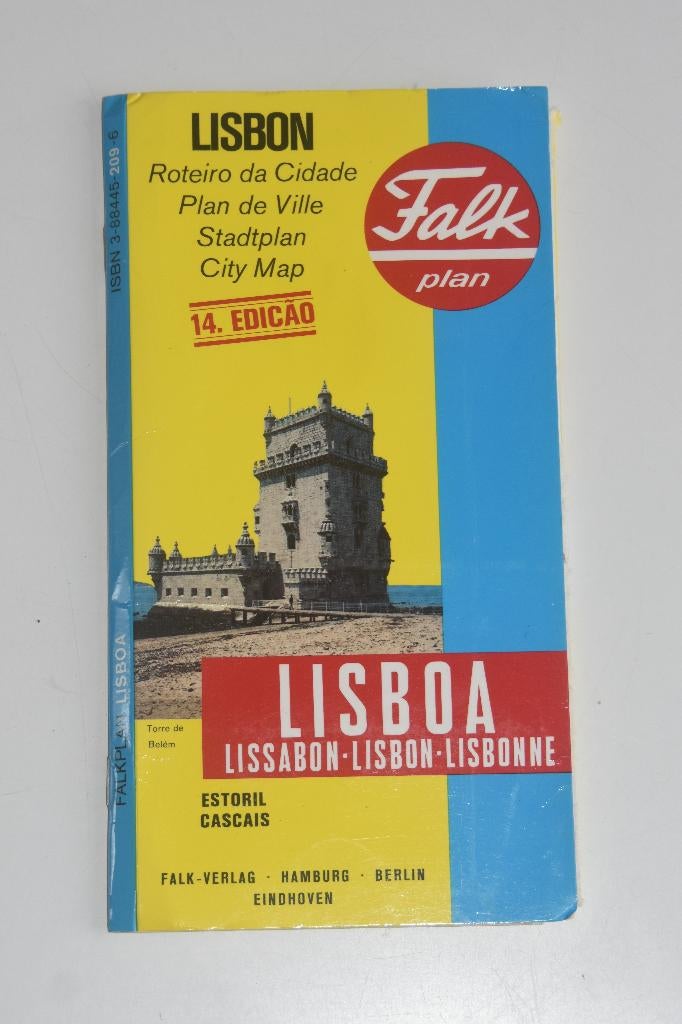 LISBON
Roteiro da Cidade
Plan de Ville
Stadtplan
City Map
14. EDICÃO
Falk
plan
Torre de
Belém
LISBOA
LISSABON·LISBON·LISBONNE
ESTORIL
CASCAIS
FALK-VERLAG · HAMBURG · BERLIN
EINDHOVEN
FALKPLAN LISBOA
ISBN 3-88445-209-6